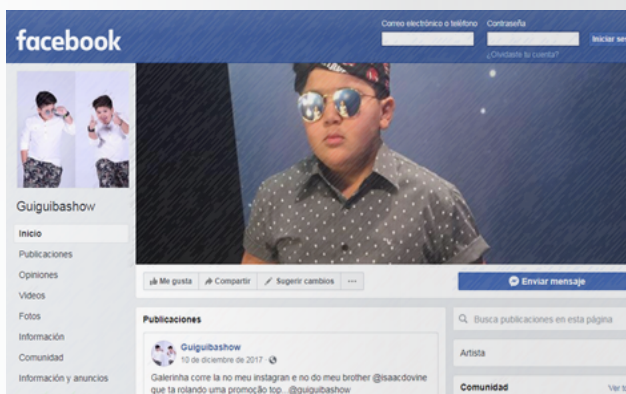 facebook
Correo electrónico o teléfono
Contraseña
Iniciar se
¿Olvidaste tu cuenta?
Guiguibashow
Inicio
Publicaciones
Opiniones
Videos
Fotos
Información
Comunidad
Información y anuncios
Me gusta
Compartir
Sugerir cambios
Enviar mensaje
Publicaciones
Guiguibashow
10 de diciembre de 2017
Galerinha corre la no meu instagran e no do meu brother @isaacdovine
que ta rolando uma promoção top...@guiguibashow
Busca publicaciones en esta página
Artista
Comunidad
Ver to